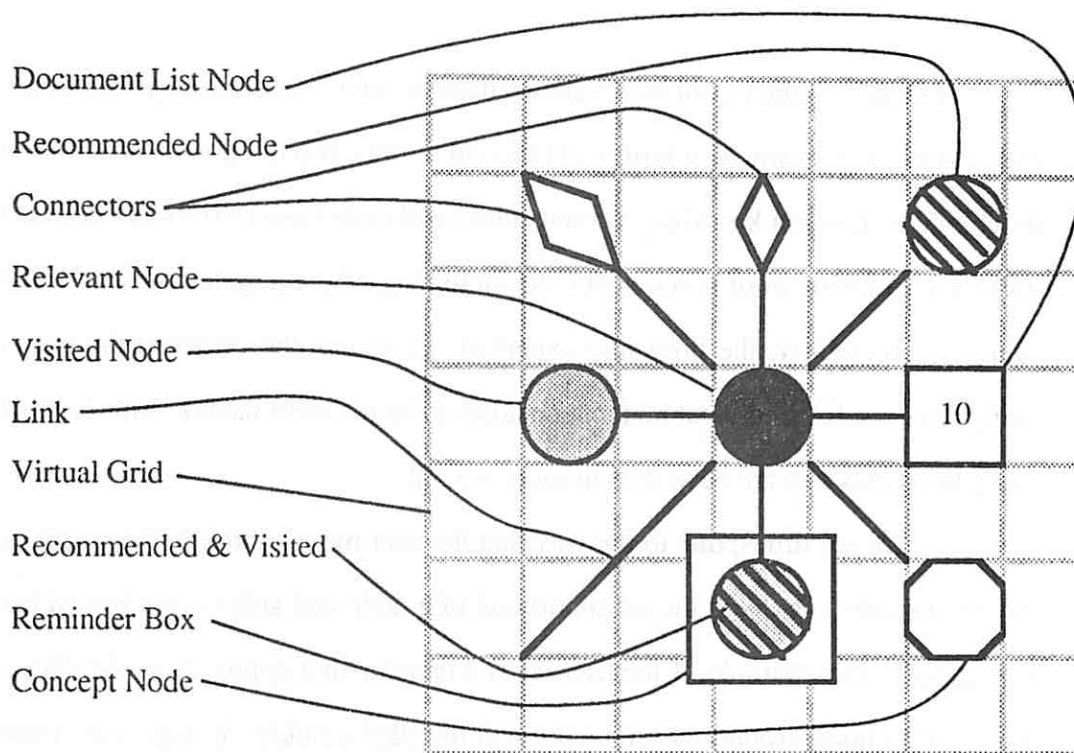 Document List Node
Recommended Node
Connectors
Relevant Node
Visited Node
Link
10
Virtual Grid
Recommended & Visited
Reminder Box
Concept Node